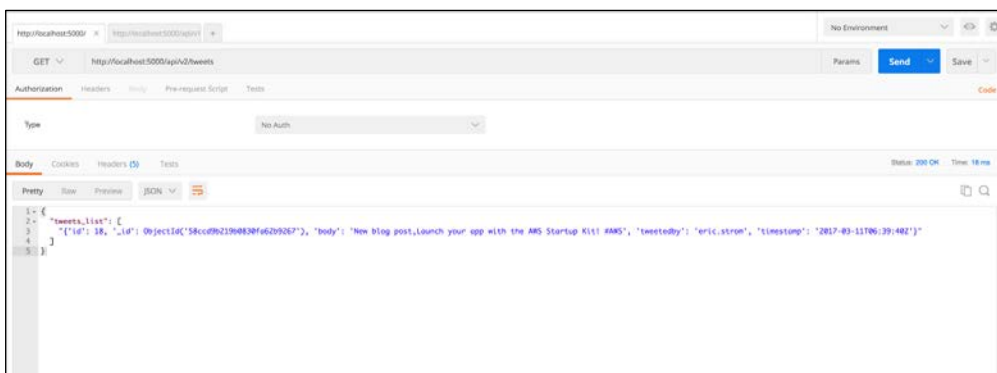 http://localhost:5000/ × http://localhost:5000/api/v1 +
No Environment
GET http://localhost:5000/api/v2/tweets
Params Send Save
Authorization Headers Body Pre-request Script Tests
Code
Type No Auth
Body Cookies Headers (5) Tests
Status: 200 OK Time: 18 ms
Pretty Raw Preview JSON
1 {
2 "tweets_list": [
3 "{'id': 18, '_id': ObjectId('58ccd9b219b0830fa62b9267'), 'body': 'New blog post,Launch your app with the AWS Startup Kit! #AWS', 'tweetedby': 'eric.strom', 'timestamp': '2017-03-11T06:39:40Z'}"
4 ]
5 }